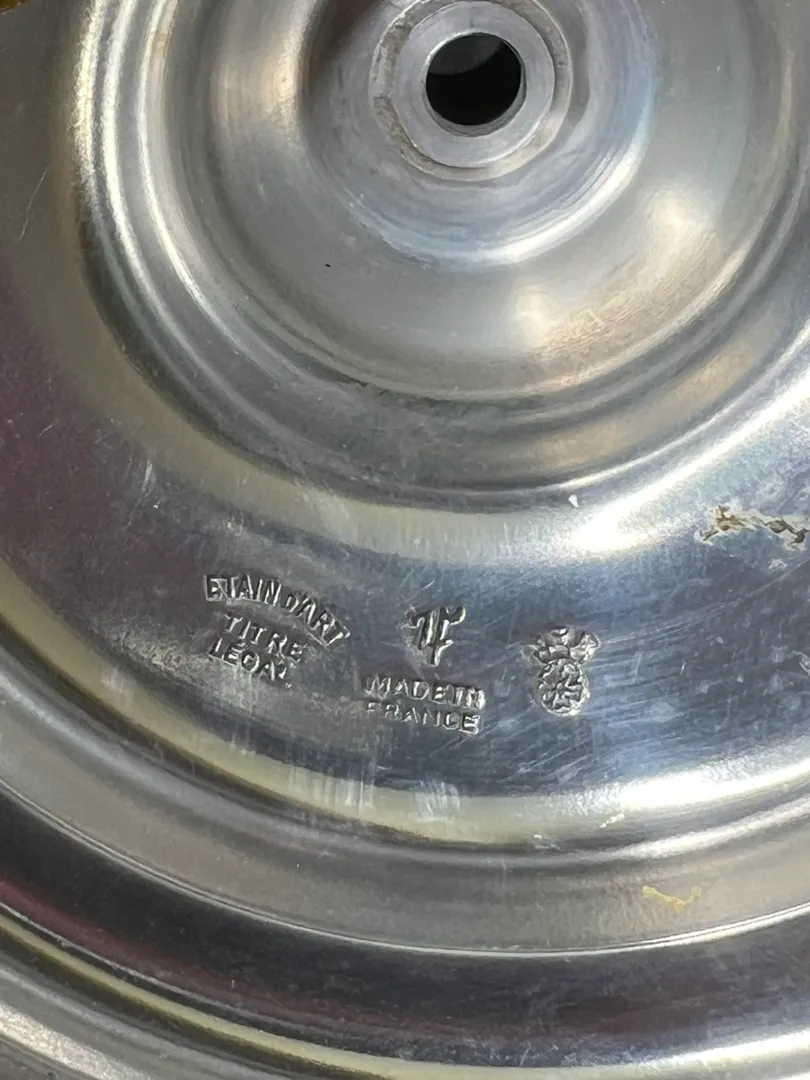 ETAIN D'ART
TITRE
LEGAL
MADE IN
FRANCE